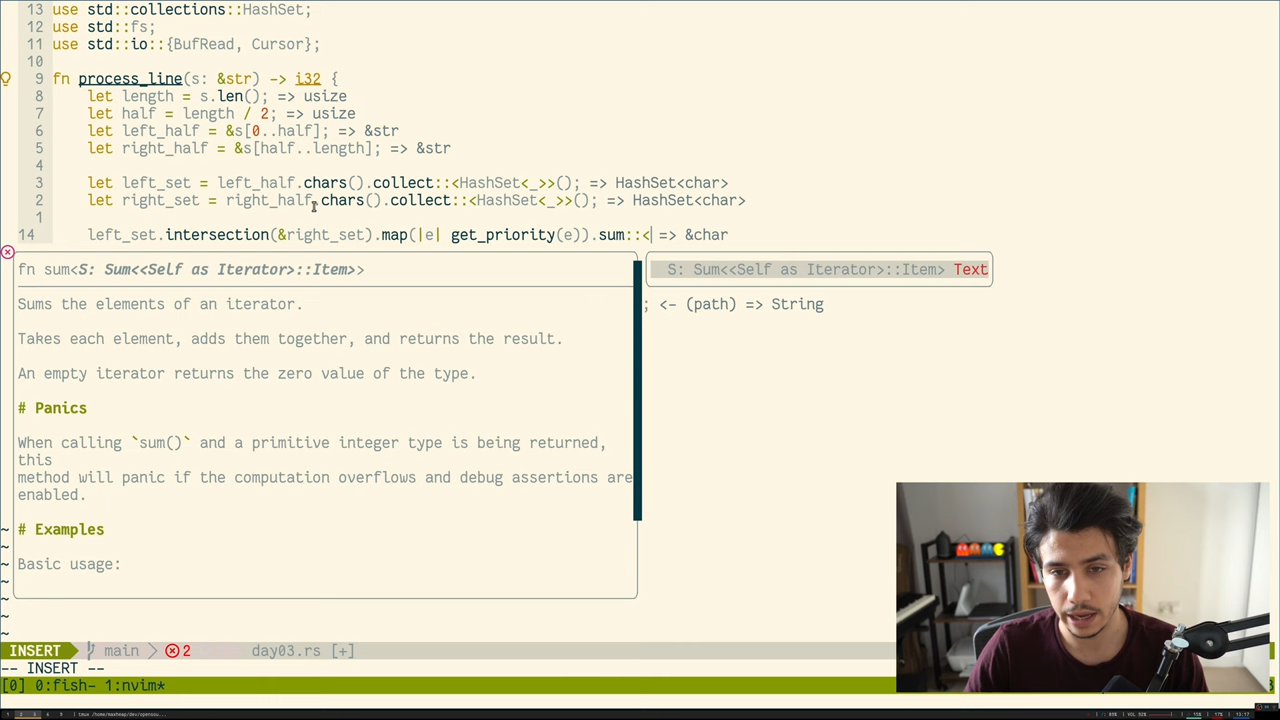 13 use std::collections::HashSet;
12 use std::fs;
11 use std::io::{BufRead, Cursor};
10
9 fn process_line(s: &str) -> i32 {
8 let length = s.len(); => usize
7 let half = length / 2; => usize
6 let left_half = &s[0..half]; => &str
5 let right_half = &s[half..length]; => &str
4
3 let left_set = left_half.chars().collect::<HashSet<_>>(); => HashSet<char>
2 let right_set = right_half.chars().collect::<HashSet<_>>(); => HashSet<char>
1
14 left_set.intersection(&right_set).map(|e| get_priority(e)).sum::< => &char
fn sum<S: Sum<<Self as Iterator>::Item>> S: Sum<<Self as Iterator>::Item> Text
Sums the elements of an iterator. ; <- (path) => String
Takes each element, adds them together, and returns the result.
An empty iterator returns the zero value of the type.
# Panics
When calling `sum()` and a primitive integer type is being returned,
this
method will panic if the computation overflows and debug assertions are
enabled.
~ # Examples
~
~ Basic usage:
~
~
~
~
INSERT main 2 day03.rs [+]
-- INSERT --
[0] 0:fish- 1:nvim*